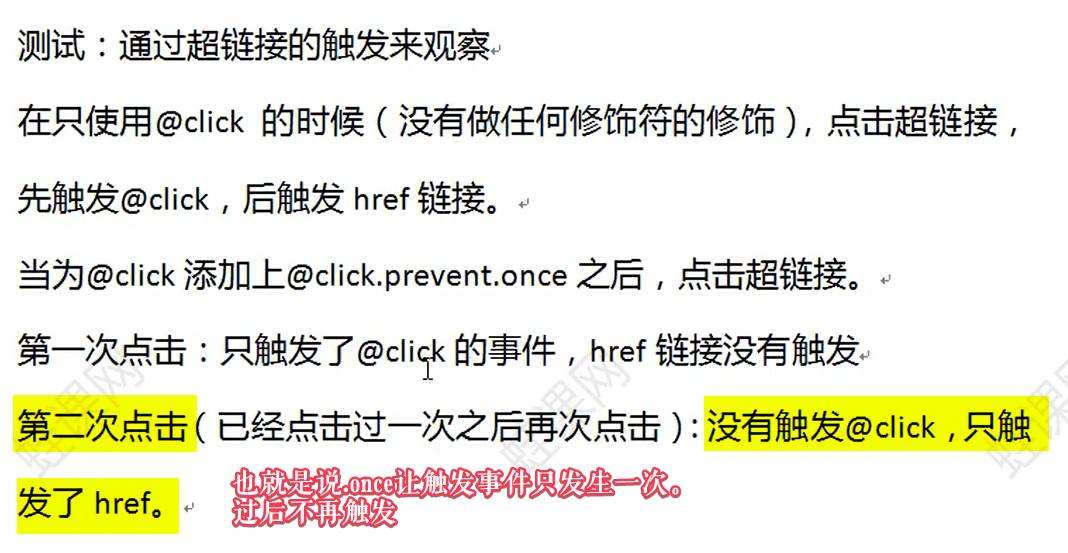 测试：通过超链接的触发来观察
在只使用@click 的时候（没有做任何修饰符的修饰），点击超链接，
先触发@click，后触发 href 链接。
当为@click 添加上@click.prevent.once 之后，点击超链接。
第一次点击：只触发了@click 的事件，href 链接没有触发
第二次点击（已经点击过一次之后再次点击）：没有触发@click，只触
发了 href。
也就是说.once让触发事件只发生一次。
过后不再触发
蛙课网
蛙课网